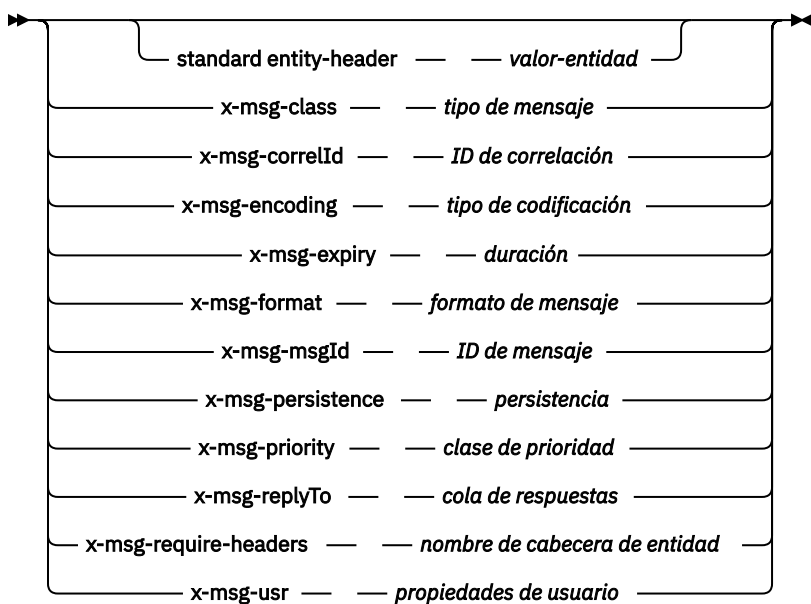 standard entity-header valor-entidad
x-msg-class tipo de mensaje
x-msg-correlId ID de correlación
x-msg-encoding tipo de codificación
x-msg-expiry duración
x-msg-format formato de mensaje
x-msg-msgId ID de mensaje
x-msg-persistence persistencia
x-msg-priority clase de prioridad
x-msg-replyTo cola de respuestas
x-msg-require-headers nombre de cabecera de entidad
x-msg-usr propiedades de usuario